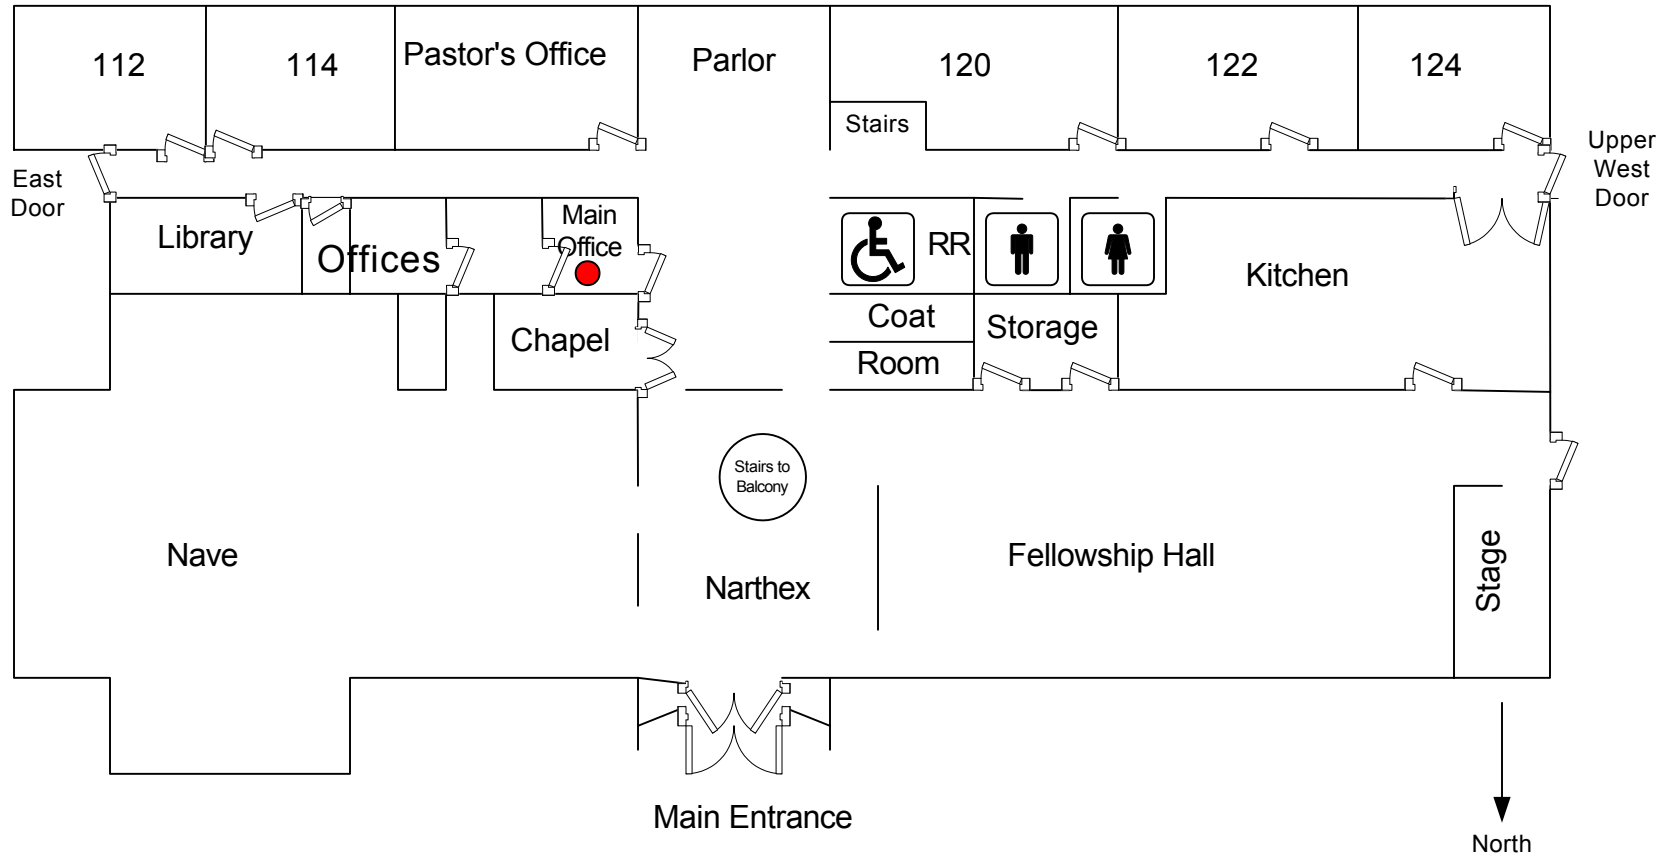 112
114
Pastor's Office
Parlor
120
122
124
Stairs
Upper
West
Door
East
Door
Library
Offices
Main
Office
RR
Kitchen
Chapel
Coat
Room
Storage
Stairs to
Balcony
Nave
Narthex
Fellowship Hall
Stage
Main Entrance
North